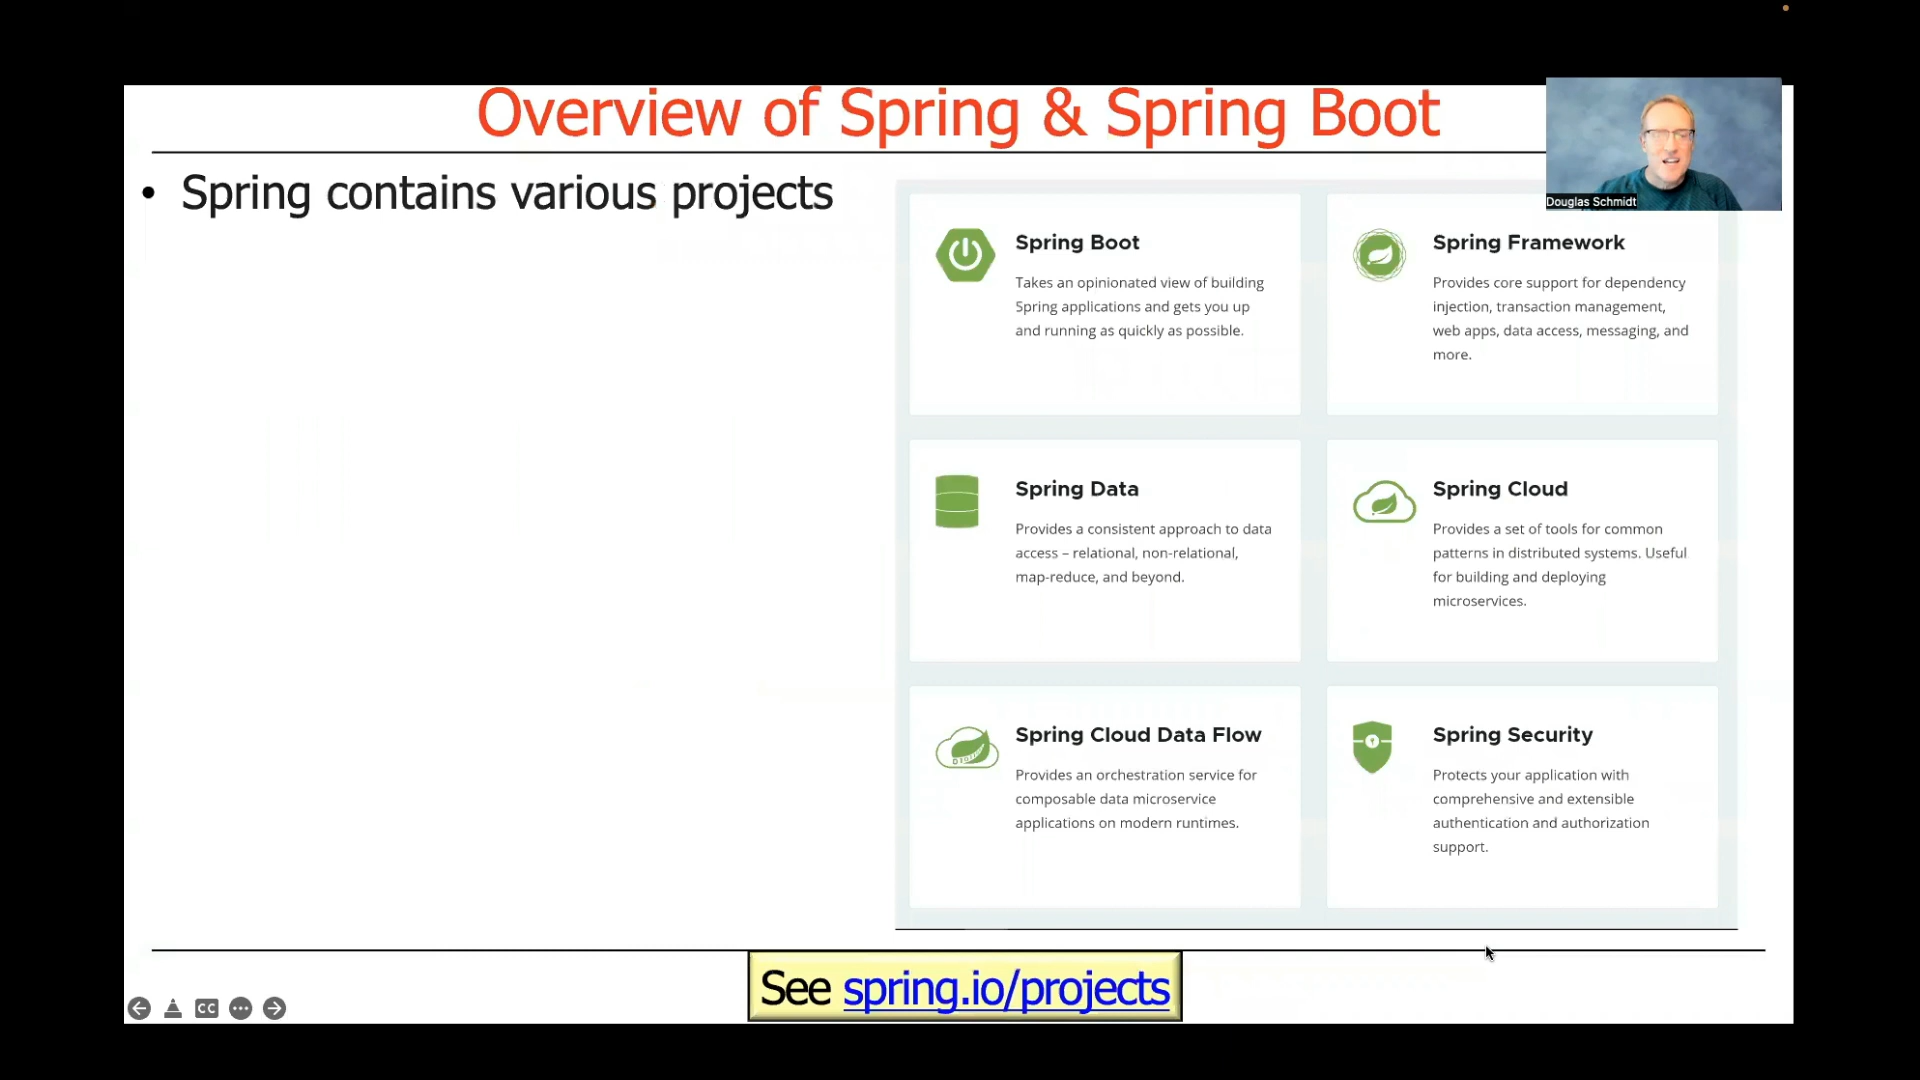 Overview of Spring & Spring Boot
Douglas Schmidt
• Spring contains various projects
Spring Boot
Takes an opinionated view of building
Spring applications and gets you up
and running as quickly as possible.
Spring Framework
Provides core support for dependency
injection, transaction management,
web apps, data access, messaging, and
more.
Spring Data
Provides a consistent approach to data
access – relational, non-relational,
map-reduce, and beyond.
Spring Cloud
Provides a set of tools for common
patterns in distributed systems. Useful
for building and deploying
microservices.
Spring Cloud Data Flow
Provides an orchestration service for
composable data microservice
applications on modern runtimes.
Spring Security
Protects your application with
comprehensive and extensible
authentication and authorization
support.
See spring.io/projects
CC